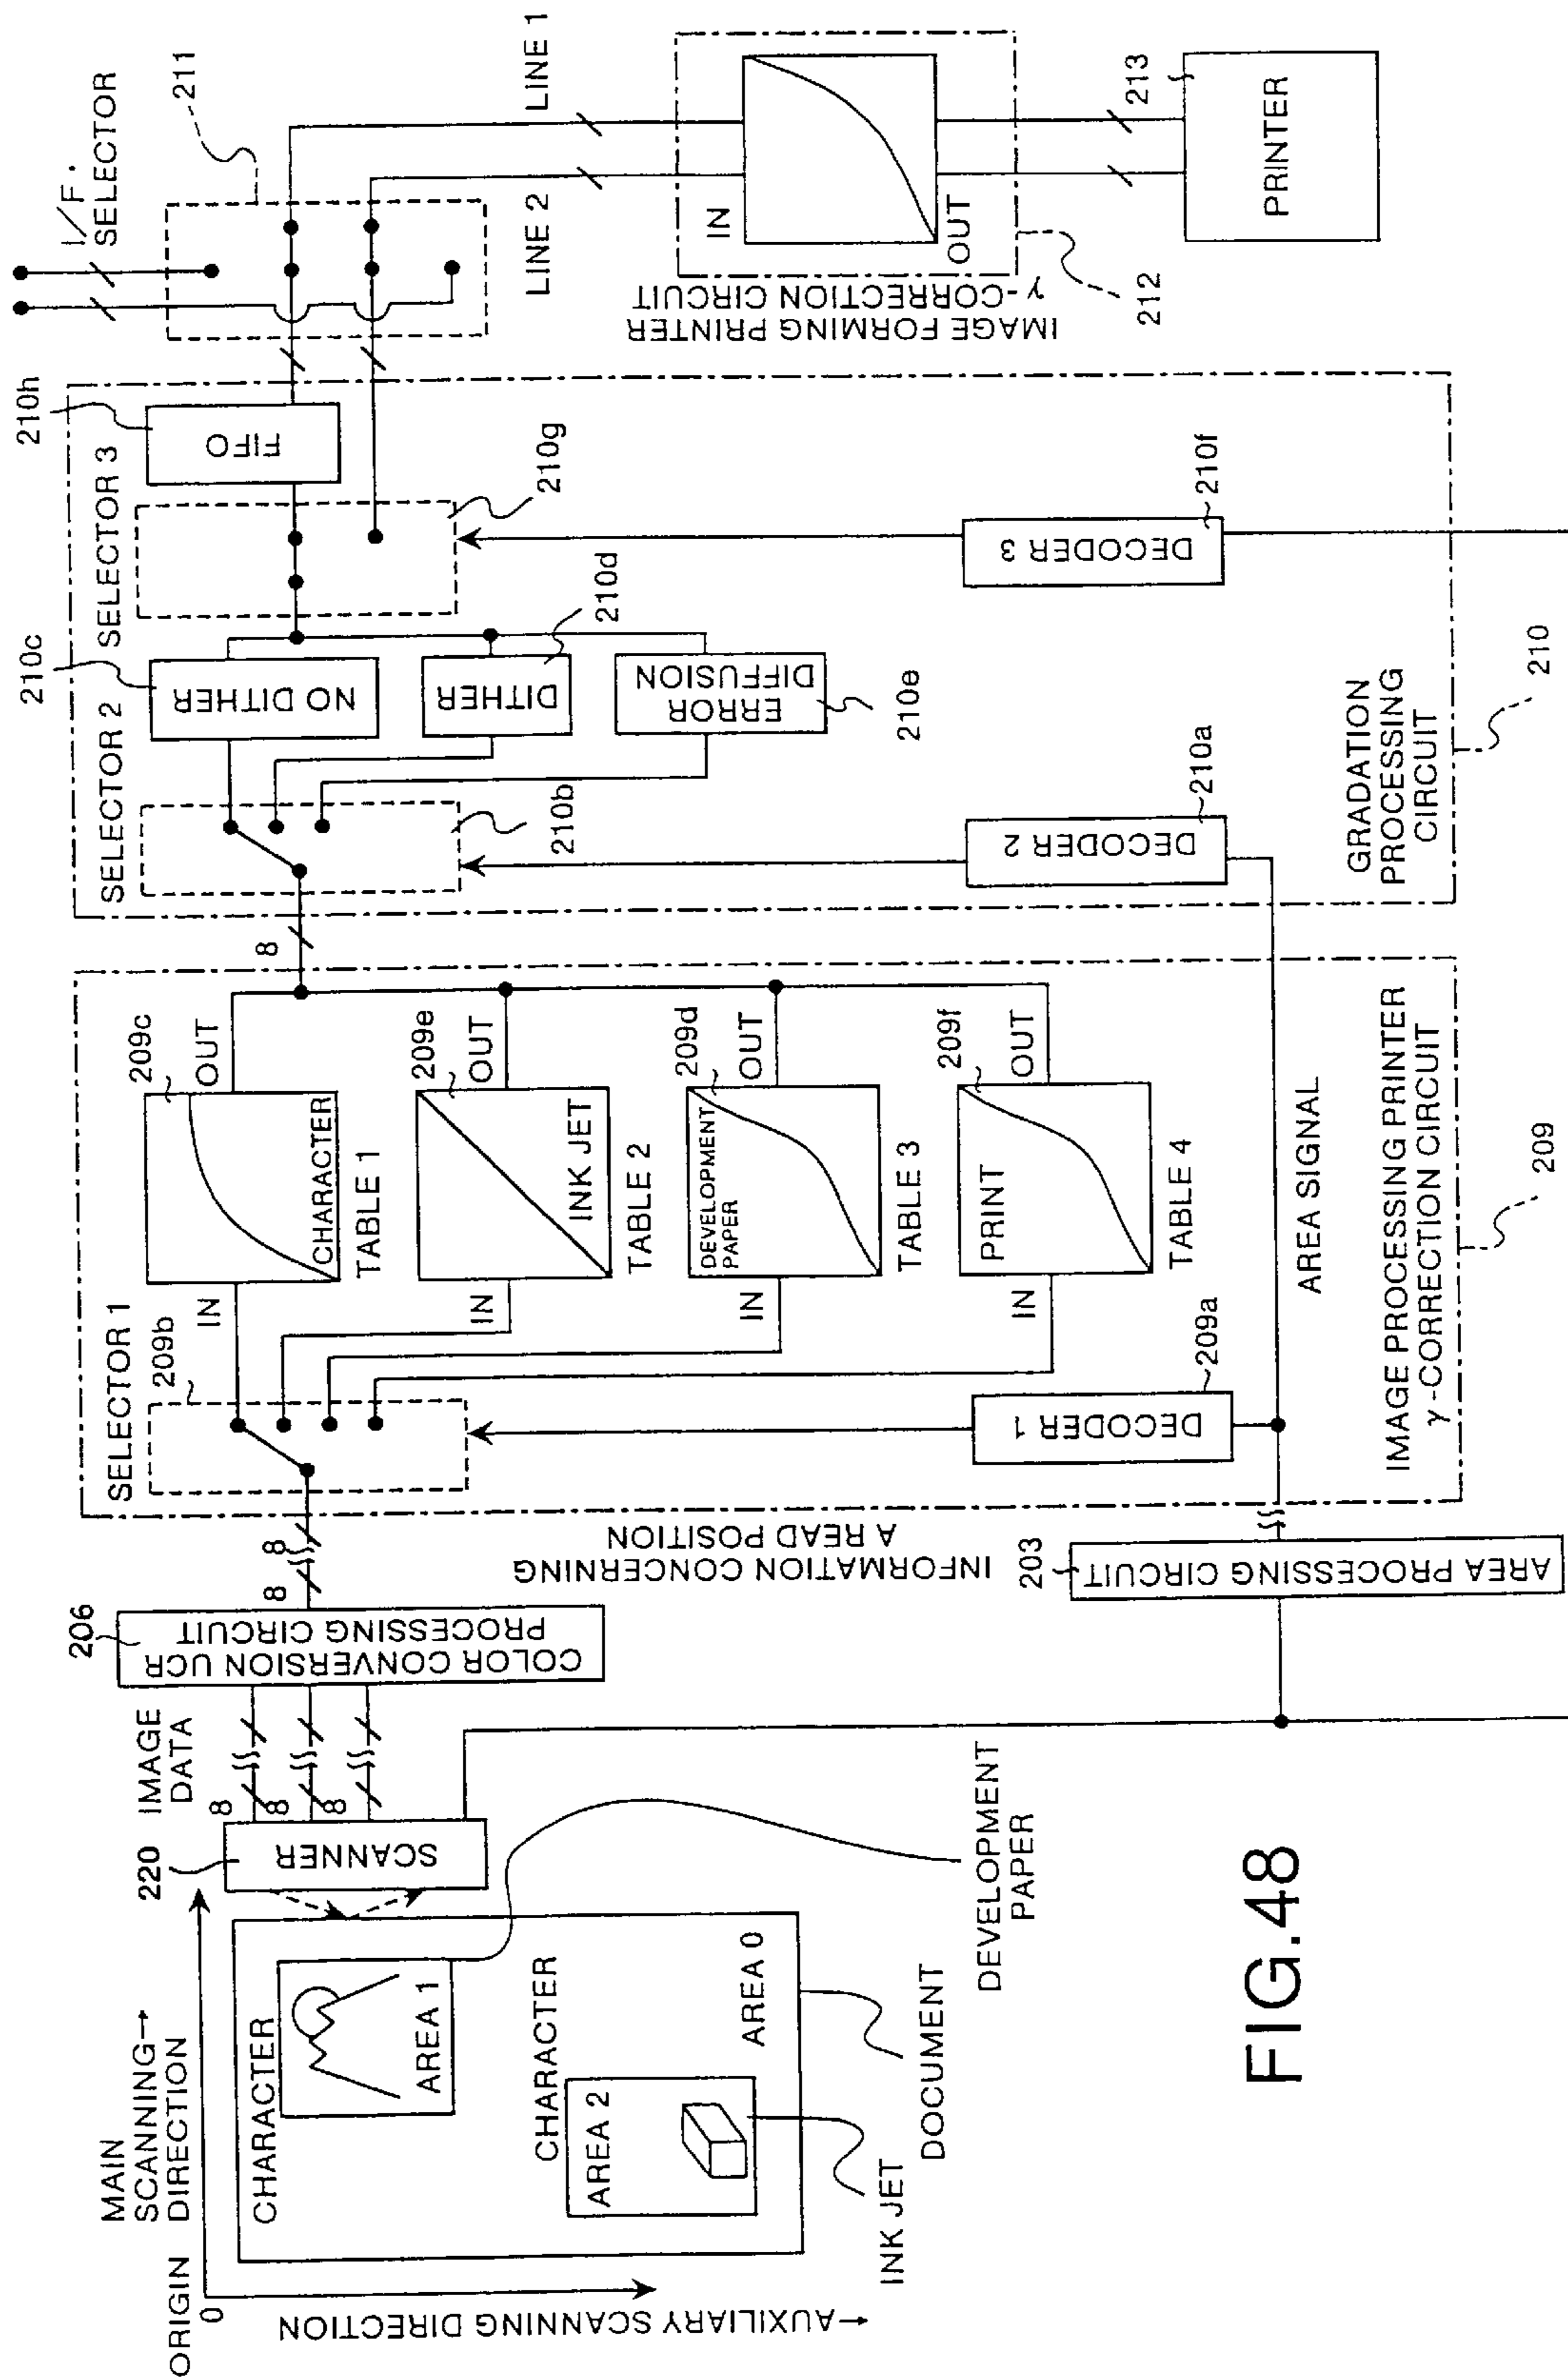 MAIN
SCANNING→
ORIGIN DIRECTION
0
←AUXILIARY SCANNING DIRECTION
CHARACTER
AREA 1
CHARACTER
AREA 2
AREA 0
INK JET
DOCUMENT
DEVELOPMENT
PAPER
220
SCANNER
IMAGE
DATA
8
8
8
206
COLOR CONVERSION UCR
PROCESSING CIRCUIT
8
8
INFORMATION CONCERNING
A READ POSITION
203
AREA PROCESSING CIRCUIT
SELECTOR 1
209b
IN
209c
OUT
CHARACTER
TABLE 1
IN
209e
OUT
INK JET
TABLE 2
IN
209d
OUT
DEVELOPMENT
PAPER
TABLE 3
IN
209f
OUT
PRINT
TABLE 4
209a
DECODER 1
AREA SIGNAL
IMAGE PROCESSING PRINTER
γ-CORRECTION CIRCUIT
209
8
SELECTOR 2
210b
210c
NO DITHER
210d
DITHER
210e
ERROR
DIFFUSION
SELECTOR 3
210g
210h
FIFO
210a
DECODER 2
210f
DECODER 3
GRADATION
PROCESSING
CIRCUIT
210
I/F·
SELECTOR
211
LINE 2
LINE 1
IN
OUT
IMAGE FORMING PRINTER
γ-CORRECTION CIRCUIT
212
213
PRINTER
FIG.48